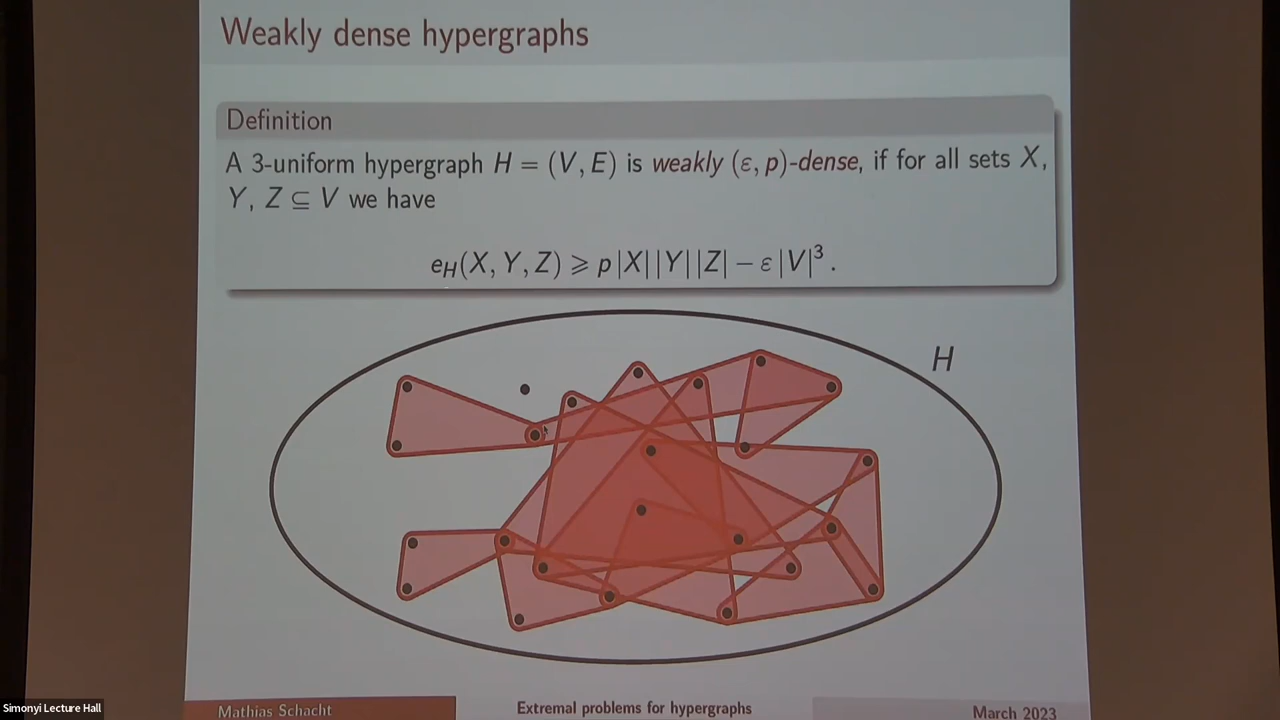 Weakly dense hypergraphs
Definition
A 3-uniform hypergraph H = (V, E) is weakly (ε, p)-dense, if for all sets X,
Y, Z ⊆ V we have
e_H(X, Y, Z) ⩾ p|X||Y||Z| − ε|V|³ .
H
Simonyi Lecture Hall
Mathias Schacht
Extremal problems for hypergraphs
March 2023